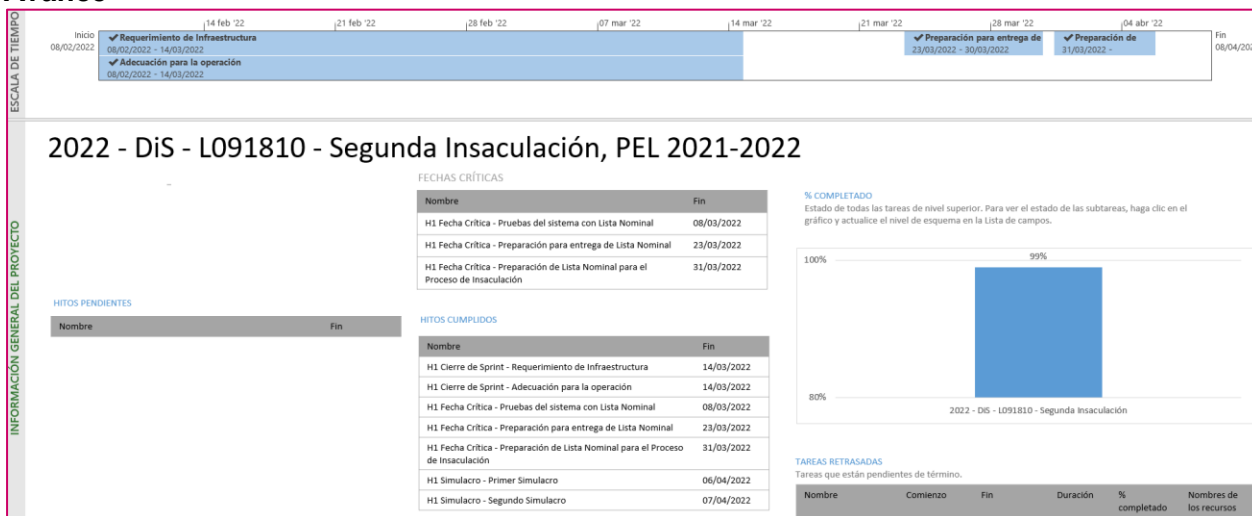 ESCALA DE TIEMPO
14 feb '22
21 feb '22
28 feb '22
07 mar '22
14 mar '22
21 mar '22
28 mar '22
04 abr '22
Inicio
08/02/2022
✔Requerimiento de Infraestructura
08/02/2022 - 14/03/2022
✔Adecuación para la operación
08/02/2022 - 14/03/2022
✔Preparación para entrega de
23/03/2022 - 30/03/2022
✔Preparación de
31/03/2022 -
Fin
INFORMACIÓN GENERAL DEL PROYECTO
2022 - DiS - L091810 - Segunda Insaculación, PEL 2021-2022
FECHAS CRÍTICAS
Nombre Fin
H1 Fecha Crítica - Pruebas del sistema con Lista Nominal 08/03/2022
H1 Fecha Crítica - Preparación para entrega de Lista Nominal 23/03/2022
H1 Fecha Crítica - Preparación de Lista Nominal para el 31/03/2022
Proceso de Insaculación
HITOS PENDIENTES
Nombre Fin
HITOS CUMPLIDOS
Nombre Fin
H1 Cierre de Sprint - Requerimiento de Infraestructura 14/03/2022
H1 Cierre de Sprint - Adecuación para la operación 14/03/2022
H1 Fecha Crítica - Pruebas del sistema con Lista Nominal 08/03/2022
H1 Fecha Crítica - Preparación para entrega de Lista Nominal 23/03/2022
H1 Fecha Crítica - Preparación de Lista Nominal para el Proceso 31/03/2022
de Insaculación
H1 Simulacro - Primer Simulacro 06/04/2022
H1 Simulacro - Segundo Simulacro 07/04/2022
% COMPLETADO
Estado de todas las tareas de nivel superior. Para ver el estado de las subtareas, haga clic en el
gráfico y actualice el nivel de esquema en la Lista de campos.
100%
99%
80%
2022 - DiS - L091810 - Segunda Insaculación
TAREAS RETRASADAS
Tareas que están pendientes de término.
Nombre Comienzo Fin Duración % completado Nombres de los recursos